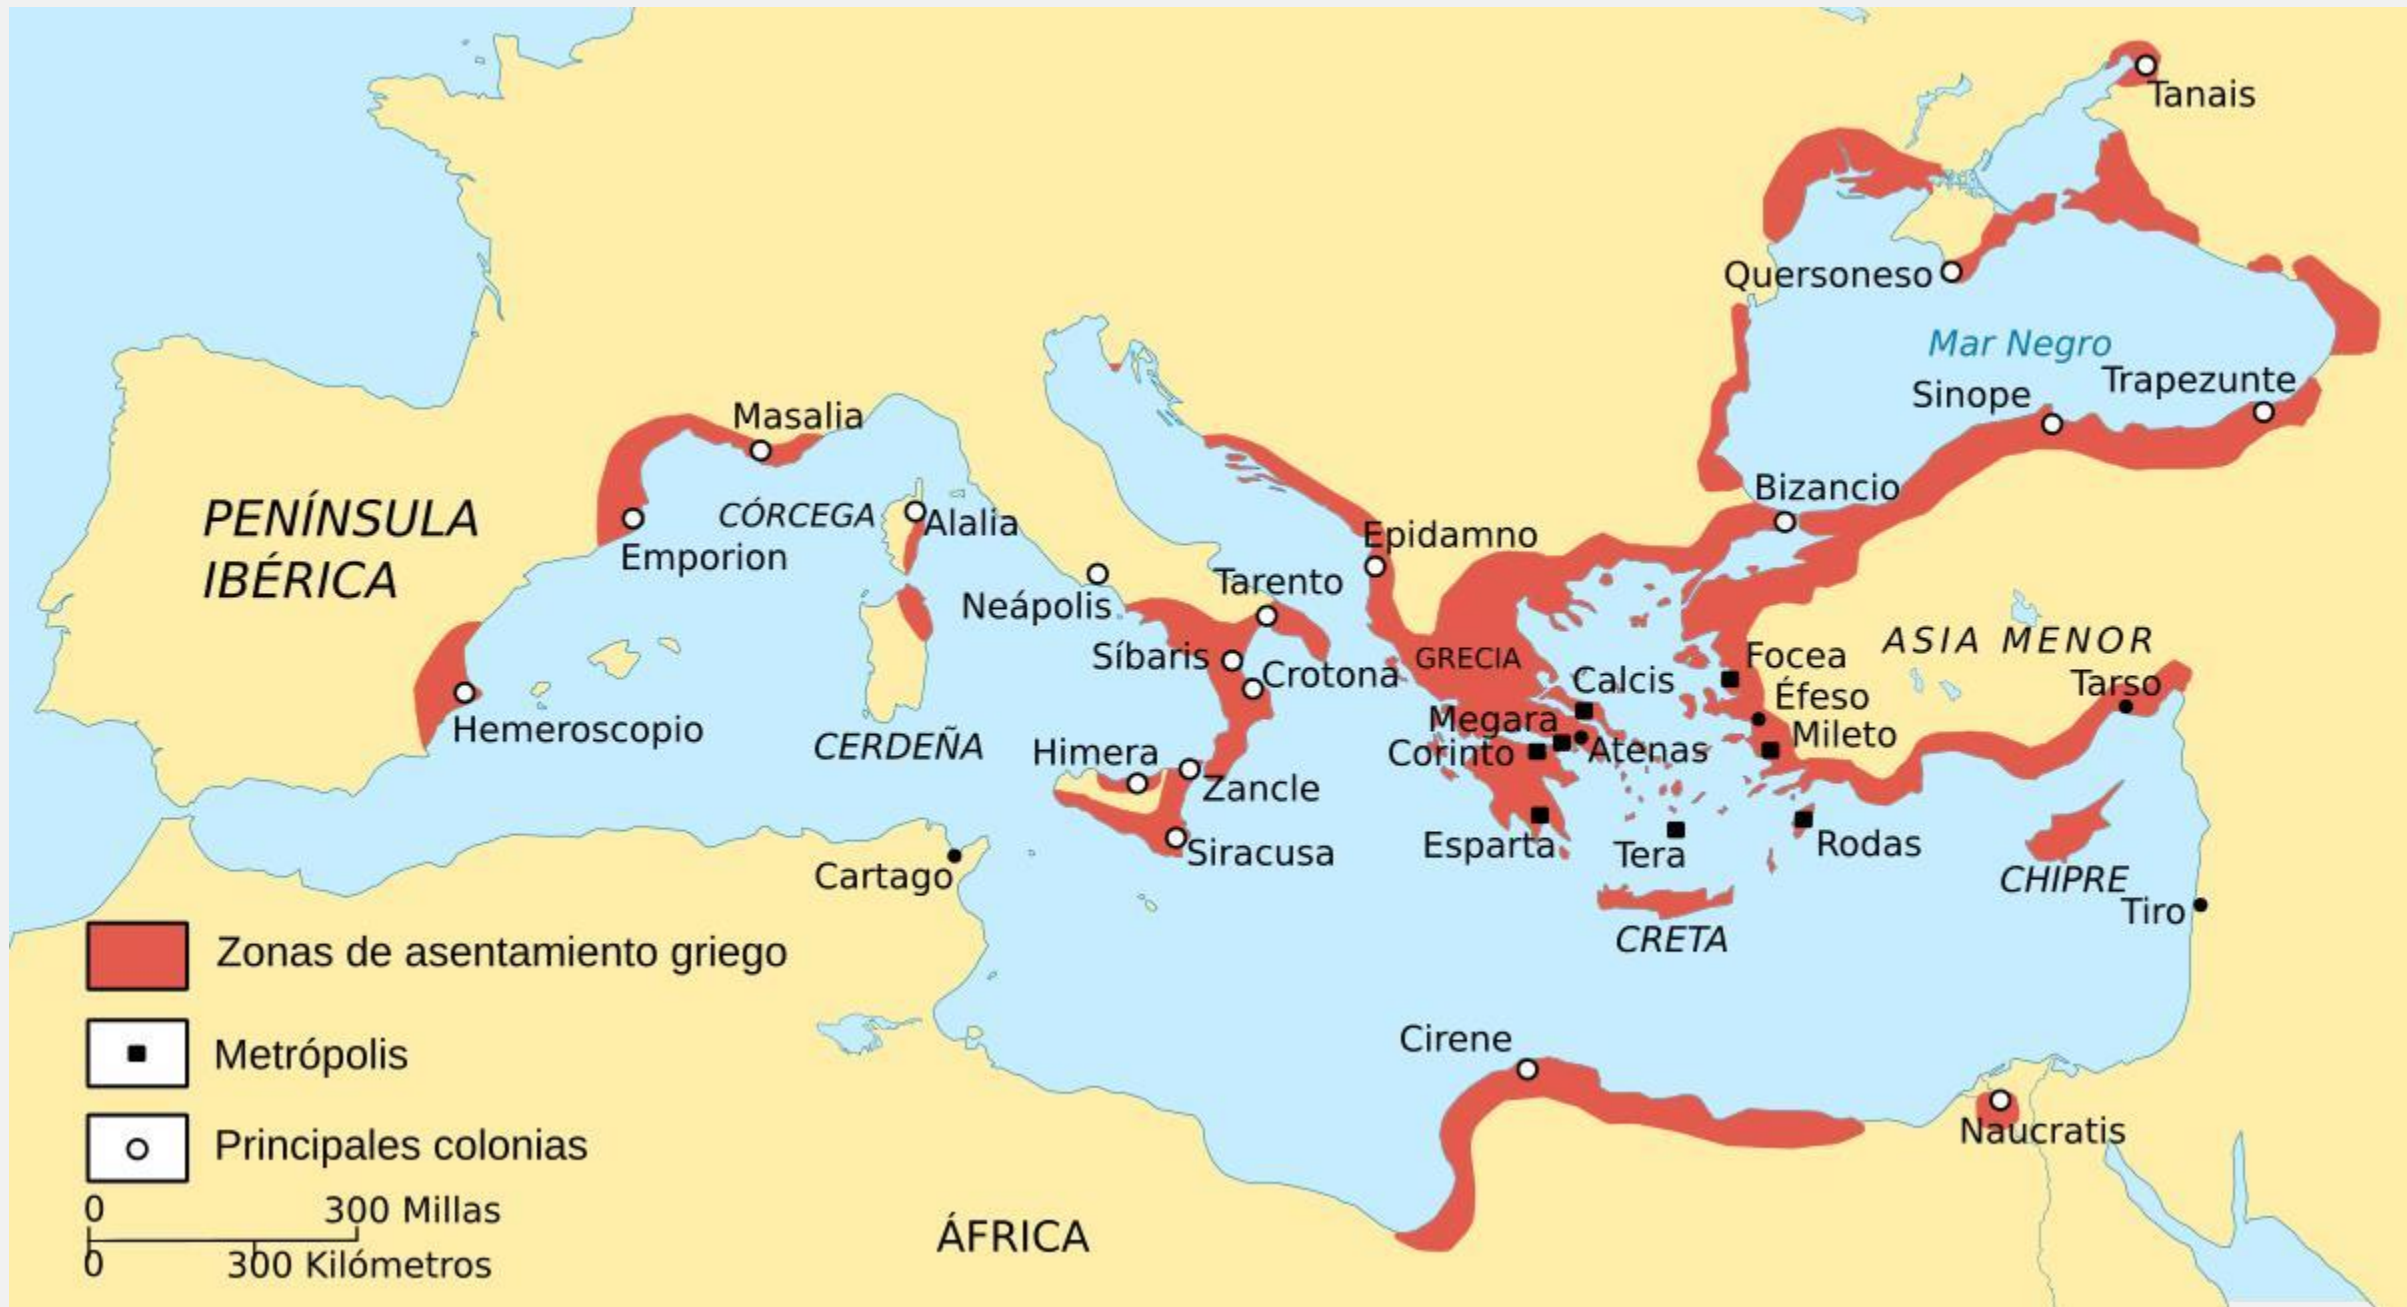 Tanais
Quersoneso
Mar Negro
Trapezunte
Sinope
Masalia
Bizancio
PENÍNSULA
IBÉRICA
CÓRCEGA
Alalia
Emporion
Epidamno
Tarento
Neápolis
Síbaris
Crotona
GRECIA
Calcis
Focea
ASIA MENOR
Éfeso
Tarso
Hemeroscopio
CERDEÑA
Megara
Corinto
Atenas
Mileto
Himera
Zancle
Siracusa
Esparta
Tera
Rodas
Cartago
CHIPRE
Tiro
CRETA
Cirene
Naucratis
ÁFRICA
Zonas de asentamiento griego
Metrópolis
Principales colonias
0 300 Millas
0 300 Kilómetros